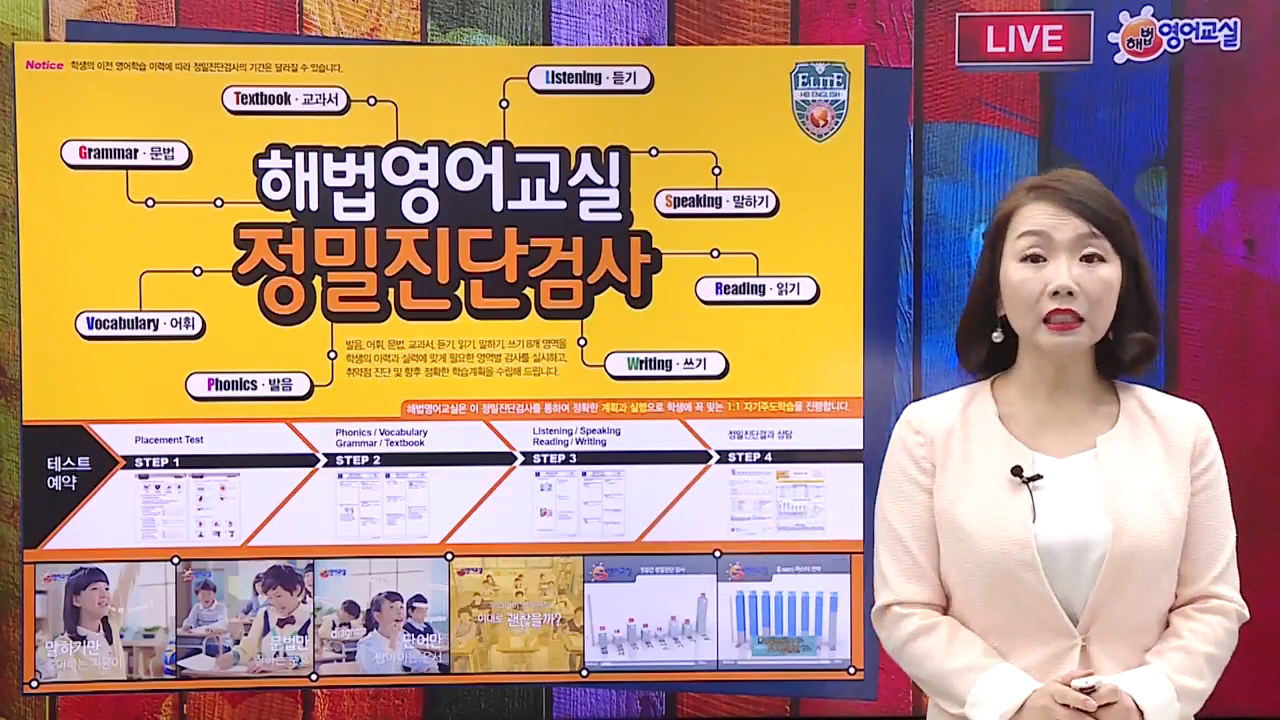 LIVE
해법영어교실
Notice 학생의 이전 영어학습 이력에 따라 정밀진단검사의 기간은 달라질 수 있습니다.
Listening · 듣기
Textbook · 교과서
ELITE
HB ENGLISH
Grammar · 문법
해법영어교실
Speaking · 말하기
정밀진단검사
Reading · 읽기
Vocabulary · 어휘
발음, 어휘, 문법, 교과서, 듣기, 읽기, 말하기, 쓰기 8개 영역을
학생의 이력과 실력에 맞게 필요한 영역별 검사를 실시하고,
취약점 진단 및 향후 정확한 학습계획을 수립해 드립니다.
Writing · 쓰기
Phonics · 발음
해법영어교실은 이 정밀진단검사를 통하여 정확한 계획과 실행으로 학생에 꼭 맞는 1:1 자기주도학습을 진행합니다.
테스트
예약
Placement Test
STEP 1
Phonics / Vocabulary
Grammar / Textbook
STEP 2
Listening / Speaking
Reading / Writing
STEP 3
정밀진단결과 상담
STEP 4
말하기만
문법만
diagnosis
단어만
이대로 괜찮을까?
5일간 정밀진단 검사